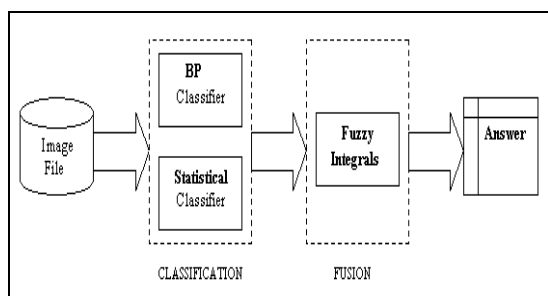 Image
File
BP
Classifier
Statistical
Classifier
CLASSIFICATION
Fuzzy
Integrals
FUSION
Answer